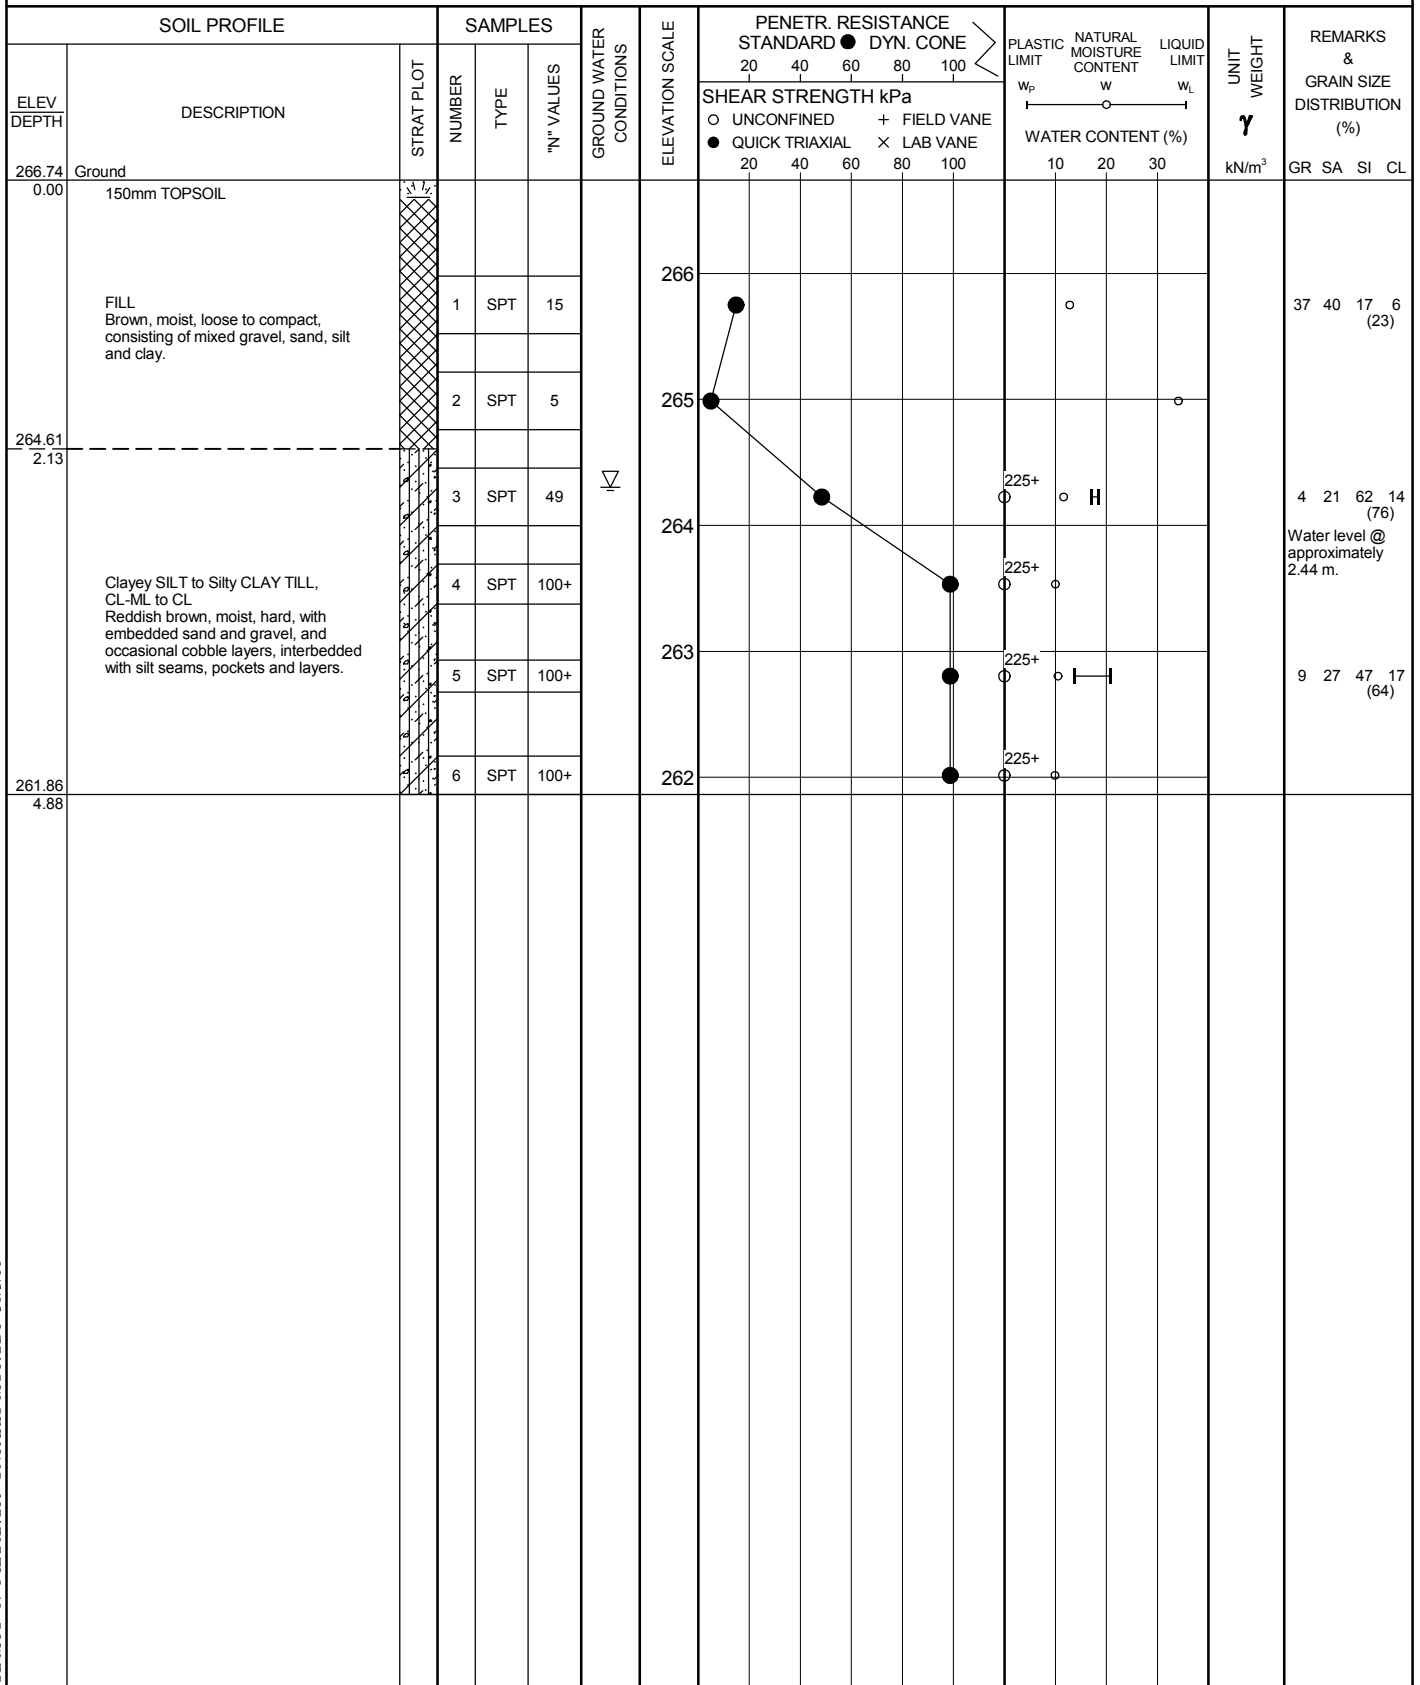 SOIL PROFILE
SAMPLES
GROUND WATER
CONDITIONS
ELEVATION SCALE
PENETR. RESISTANCE
STANDARD ● DYN. CONE
20 40 60 80 100
SHEAR STRENGTH kPa
○ UNCONFINED + FIELD VANE
● QUICK TRIAXIAL × LAB VANE
20 40 60 80 100
PLASTIC LIMIT
NATURAL MOISTURE CONTENT
LIQUID LIMIT
WP W WL
WATER CONTENT (%)
10 20 30
UNIT
WEIGHT
γ
kN/m³
REMARKS
&
GRAIN SIZE
DISTRIBUTION
(%)
GR SA SI CL
ELEV
DEPTH
DESCRIPTION
STRAT PLOT
NUMBER
TYPE
"N" VALUES
266.74 Ground
0.00
150mm TOPSOIL
266
FILL
Brown, moist, loose to compact,
consisting of mixed gravel, sand, silt
and clay.
1 SPT 15
37 40 17 6
(23)
2 SPT 5
265
264.61
2.13
3 SPT 49
225+
4 21 62 14
(76)
264
Water level @
approximately
2.44 m.
Clayey SILT to Silty CLAY TILL,
CL-ML to CL
Reddish brown, moist, hard, with
embedded sand and gravel, and
occasional cobble layers, interbedded
with silt seams, pockets and layers.
4 SPT 100+
225+
263
5 SPT 100+
225+
9 27 47 17
(64)
6 SPT 100+
225+
262
261.86
4.88